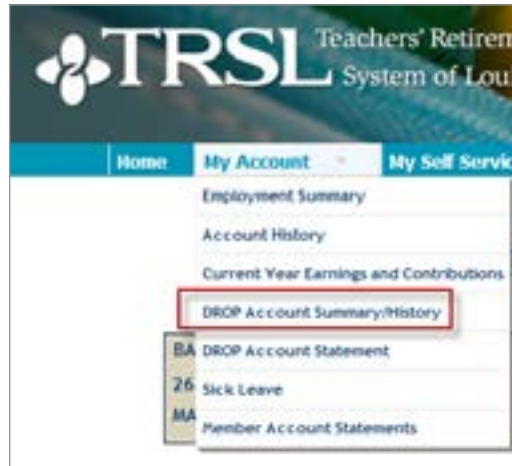 TRSL
Teachers' Retirem
System of Lou
Home My Account My Self Servic
Employment Summary
Account History
Current Year Earnings and Contributions
DROP Account Summary/History
BA DROP Account Statement
26 Sick Leave
MA Member Account Statements